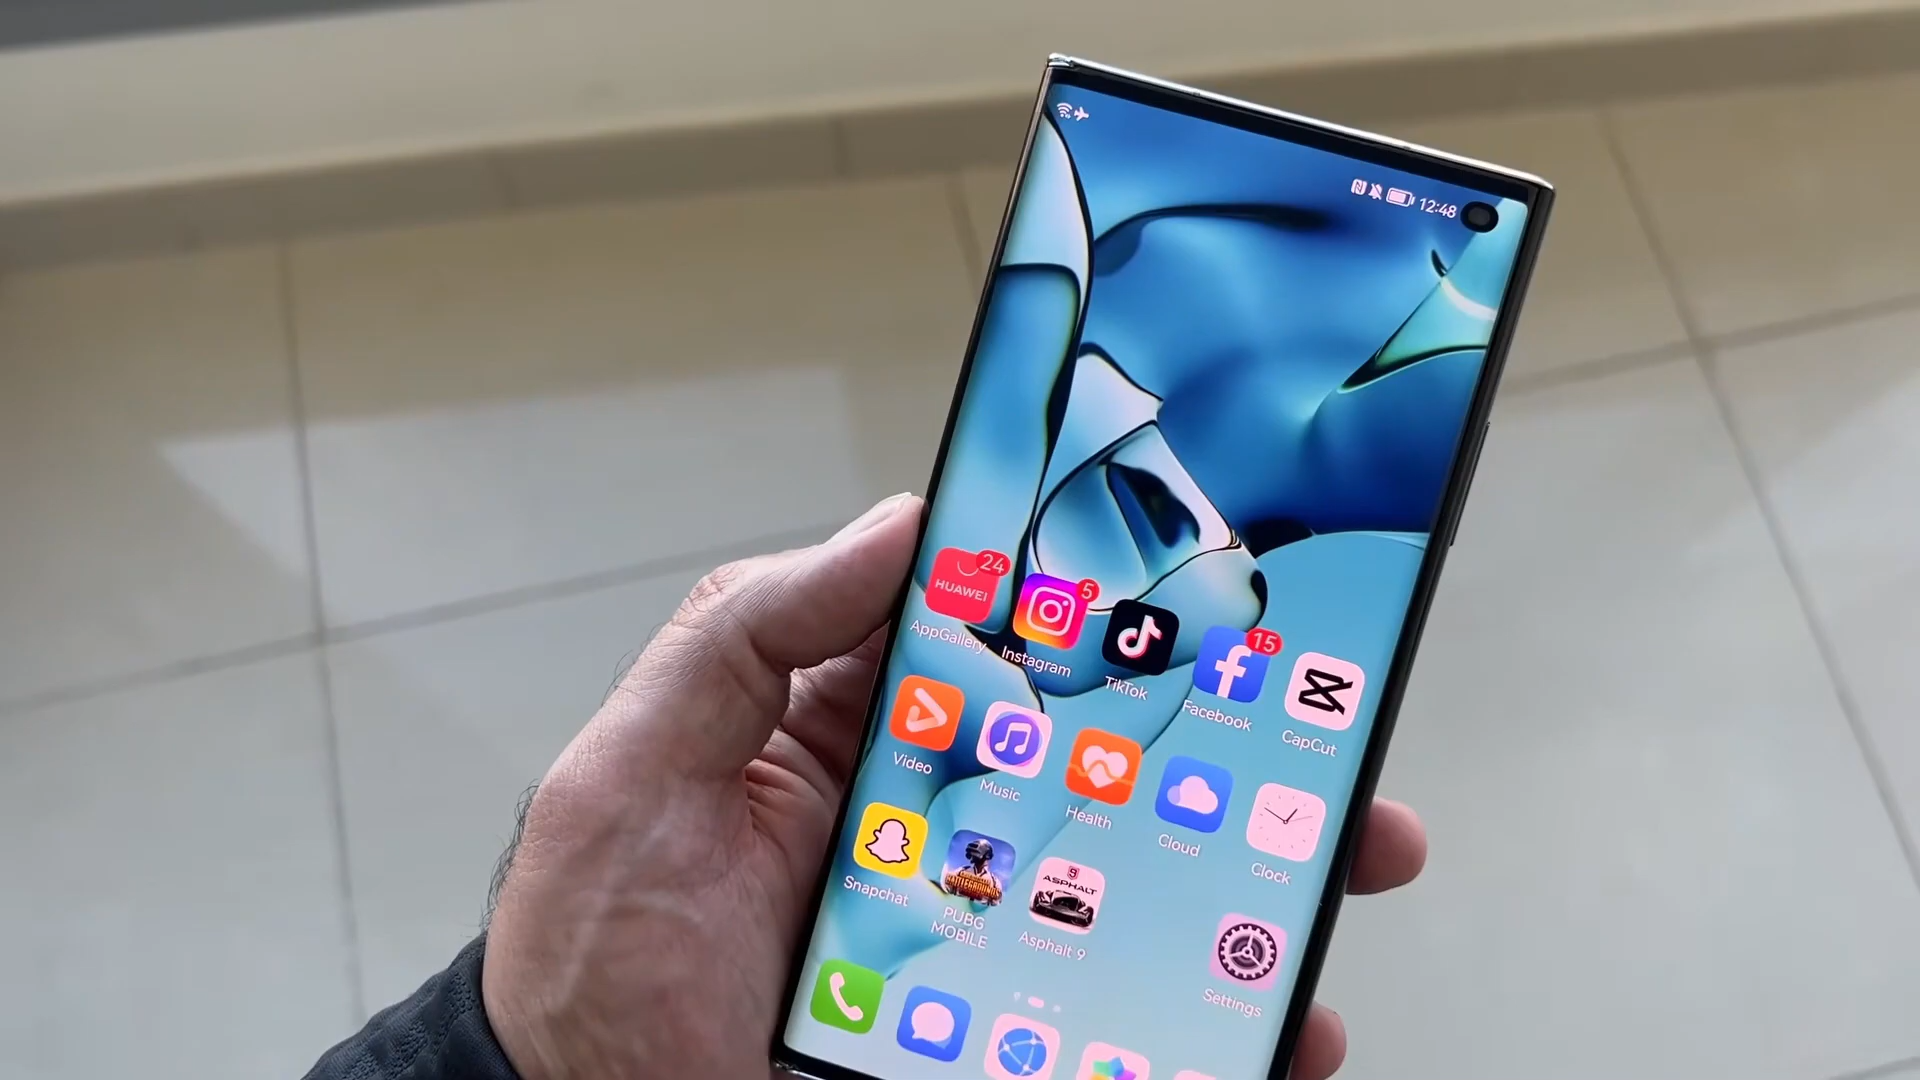 12:48
24
HUAWEI
5
15
AppGallery
Instagram
TikTok
Facebook
CapCut
Video
Music
Health
Cloud
Clock
BATTLEGROUNDS
9
ASPHALT
Snapchat
PUBG
MOBILE
Asphalt 9
Settings